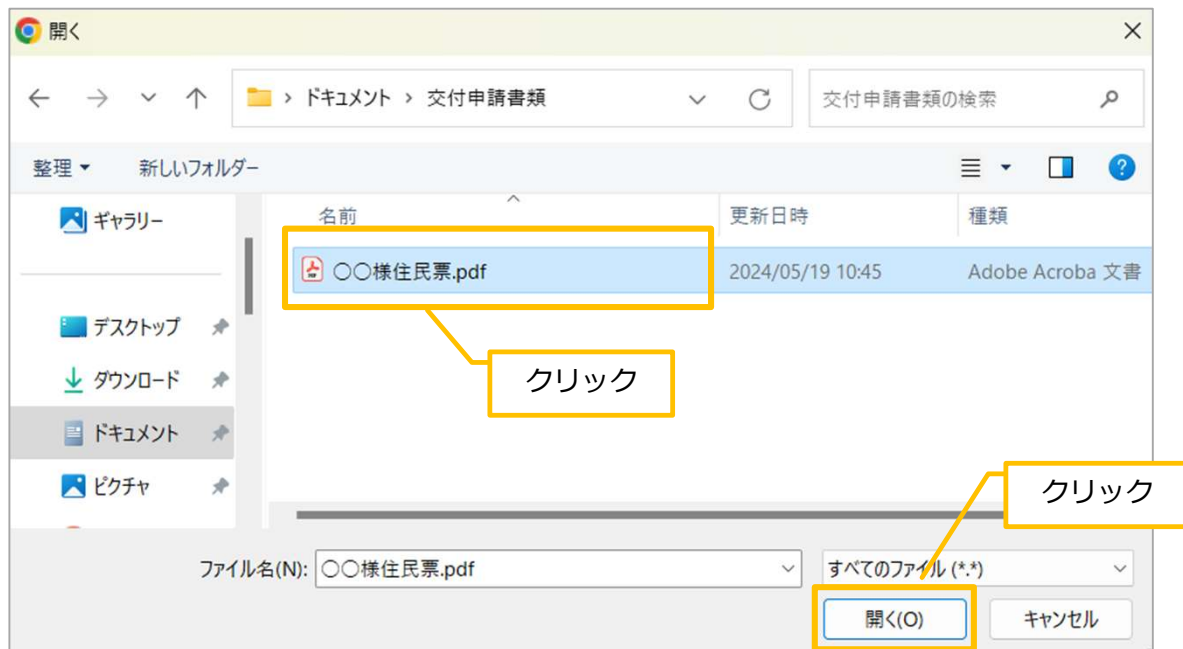 開く
ドキュメント › 交付申請書類
交付申請書類の検索
整理
新しいフォルダー
ギャラリー
名前
更新日時
種類
〇〇様住民票.pdf
2024/05/19 10:45
Adobe Acroba 文書
クリック
デスクトップ
ダウンロード
ドキュメント
ピクチャ
クリック
ファイル名(N):
〇〇様住民票.pdf
すべてのファイル (*.*)
開く(O)
キャンセル